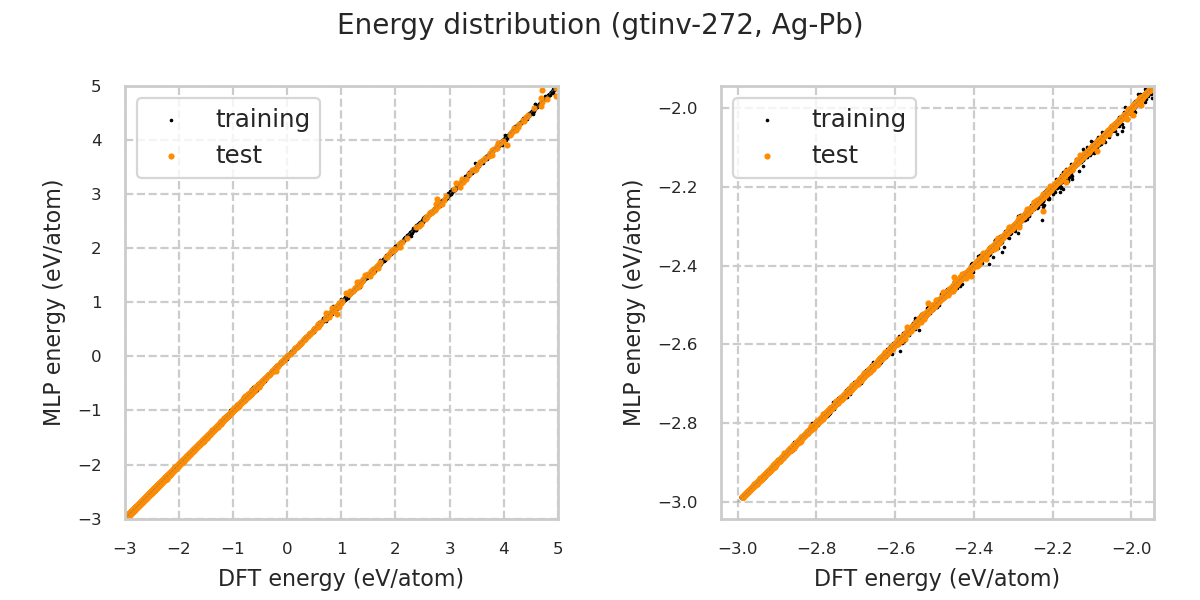 Energy distribution (gtinv-272, Ag-Pb)
training
test
5
4
3
2
1
0
−1
−2
−3
MLP energy (eV/atom)
−3 −2 −1 0 1 2 3 4 5
DFT energy (eV/atom)
training
test
−2.0
−2.2
−2.4
−2.6
−2.8
−3.0
MLP energy (eV/atom)
−3.0 −2.8 −2.6 −2.4 −2.2 −2.0
DFT energy (eV/atom)